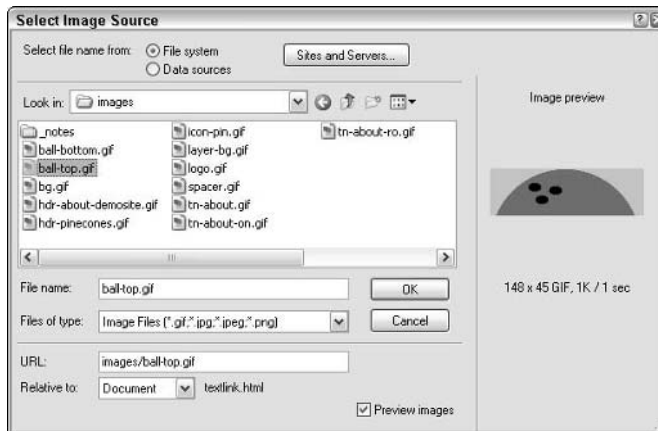 Select Image Source
Select file name from: File system
Data sources
Sites and Servers...
Look in: images
Image preview
_notes
ball-bottom.gif
ball-top.gif
bg.gif
hdr-about-demosite.gif
hdr-pinecones.gif
icon-pin.gif
layer-bg.gif
logo.gif
spacer.gif
tn-about.gif
tn-about-on.gif
tn-about-ro.gif
148 x 45 GIF, 1K / 1 sec
File name: ball-top.gif OK
Files of type: Image Files (*.gif;*.jpg;*.jpeg;*.png) Cancel
URL: images/ball-top.gif
Relative to: Document textlink.html
Preview images